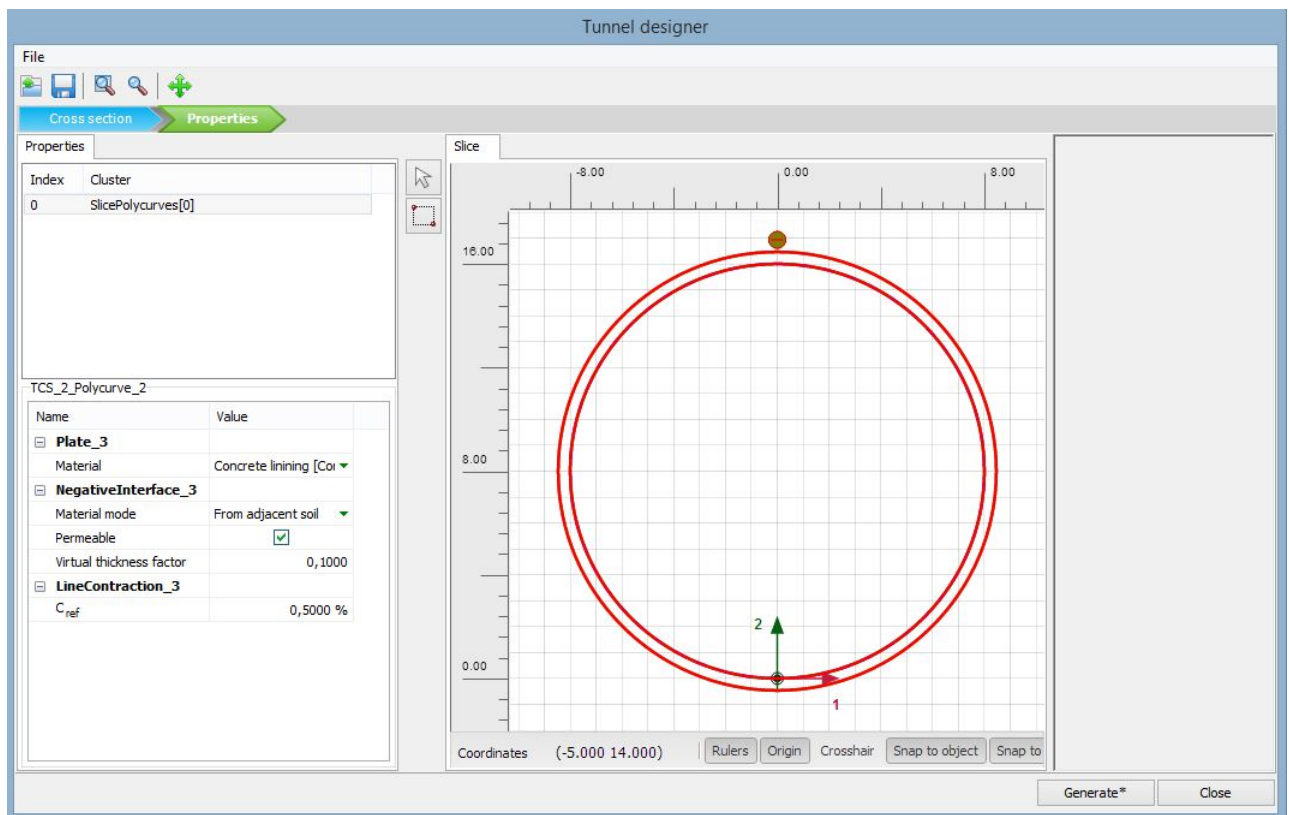 Tunnel designer
File
Cross section Properties
Properties
Index Cluster
0 SlicePolycurves[0]
TCS_2_Polycurve_2
Name Value
Plate_3
Material Concrete linining [Coı
NegativeInterface_3
Material mode From adjacent soil
Permeable
Virtual thickness factor 0,1000
LineContraction_3
Cref 0,5000 %
Slice
-8.00 0.00 8.00
16.00
8.00
0.00
2
1
Coordinates (-5.000 14.000) Rulers Origin Crosshair Snap to object Snap to
Generate* Close